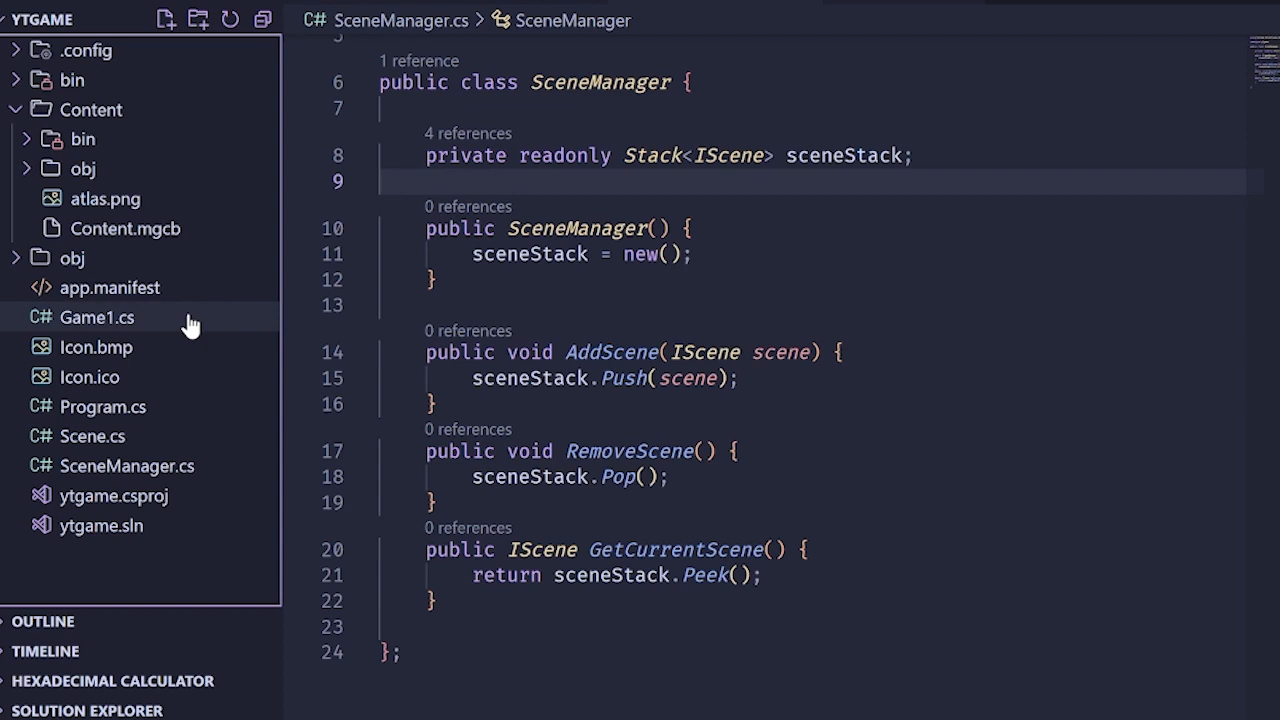 YTGAME
.config
bin
Content
bin
obj
atlas.png
Content.mgcb
obj
app.manifest
C# Game1.cs
Icon.bmp
Icon.ico
C# Program.cs
C# Scene.cs
C# SceneManager.cs
ytgame.csproj
ytgame.sln
OUTLINE
TIMELINE
HEXADECIMAL CALCULATOR
SOLUTION EXPLORER
C# SceneManager.cs > SceneManager
5
1 reference
6 public class SceneManager {
7
4 references
8 private readonly Stack<IScene> sceneStack;
9
0 references
10 public SceneManager() {
11 sceneStack = new();
12 }
13
0 references
14 public void AddScene(IScene scene) {
15 sceneStack.Push(scene);
16 }
0 references
17 public void RemoveScene() {
18 sceneStack.Pop();
19 }
0 references
20 public IScene GetCurrentScene() {
21 return sceneStack.Peek();
22 }
23
24 };